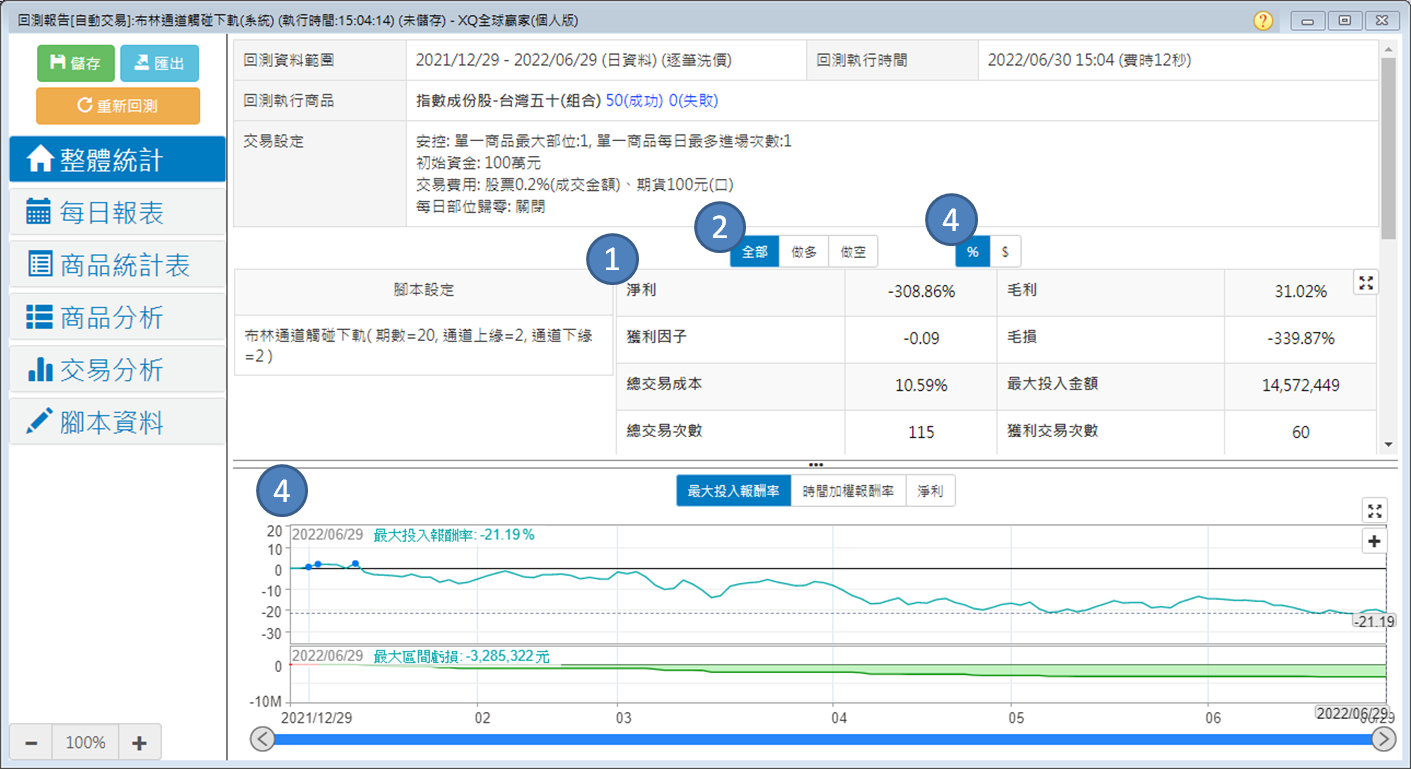 回測報告[自動交易]:布林通道觸碰下軌(系統) (執行時間:15:04:14) (未儲存) - XQ全球贏家(個人版)
?
儲存
匯出
重新回測
整體統計
每日報表
商品統計表
商品分析
交易分析
腳本資料
回測資料範圍
2021/12/29 - 2022/06/29 (日資料) (逐筆洗價)
回測執行時間
2022/06/30 15:04 (費時12秒)
回測執行商品
指數成份股-台灣五十(組合) 50(成功) 0(失敗)
交易設定
安控: 單一商品最大部位:1, 單一商品每日最多進場次數:1
初始資金: 100萬元
交易費用: 股票0.2%(成交金額)、期貨100元(口)
每日部位歸零: 關閉
1
2
全部
做多
做空
4
%
$
腳本設定
布林通道觸碰下軌( 期數=20, 通道上緣=2, 通道下緣
=2 )
淨利
-308.86%
毛利
31.02%
獲利因子
-0.09
毛損
-339.87%
總交易成本
10.59%
最大投入金額
14,572,449
總交易次數
115
獲利交易次數
60
4
最大投入報酬率
時間加權報酬率
淨利
2022/06/29 最大投入報酬率: -21.19 %
20
10
0
-10
-20
-30
-21.19
2022/06/29 最大區間虧損: -3,285,322 元
0
-10M
2021/12/29
02
03
04
05
06
2022/06/29
100%